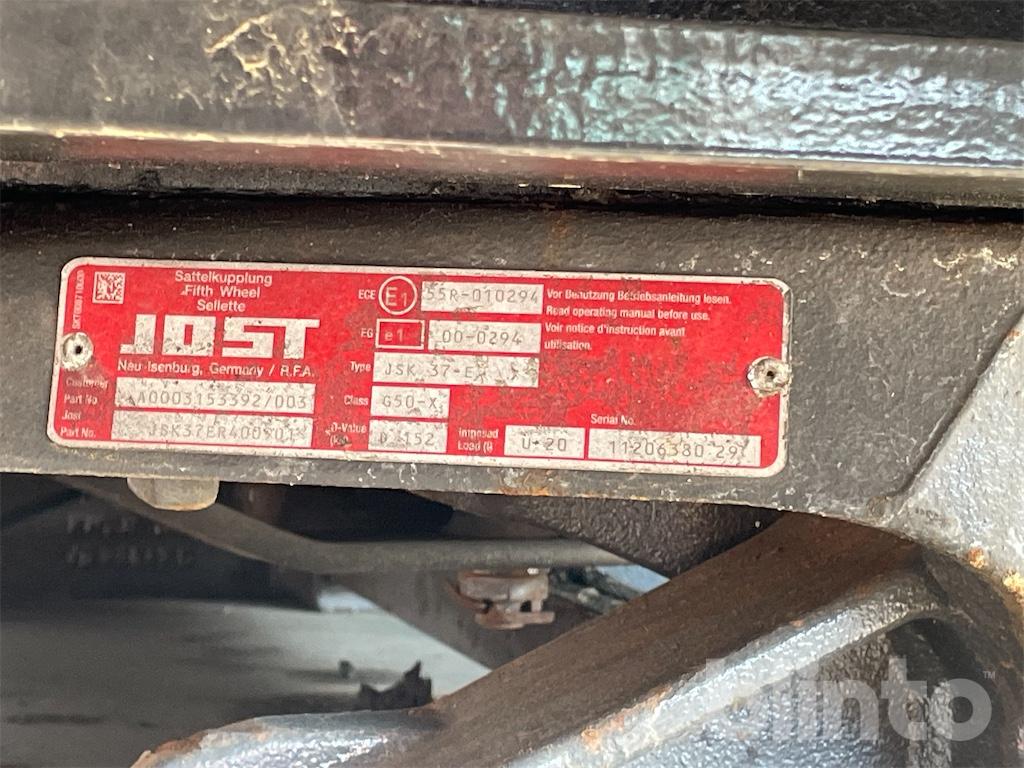 Sattelkupplung
Fifth Wheel
Sellette
JOST
Neu-Isenburg, Germany / R.F.A.
Customer
Part No. A0003153392/003
Jost
Part No.
ECE E1 55R-010294
EG e1 00-0294
Type JSK 37-E
Class G50-X
D-Value D 152
Imposed
Load U-20
Serial No.
11206380
Vor Benutzung Betriebsanleitung lesen.
Read operating manual before use.
Voir notice d'instruction avant
utilisation.
blinto™